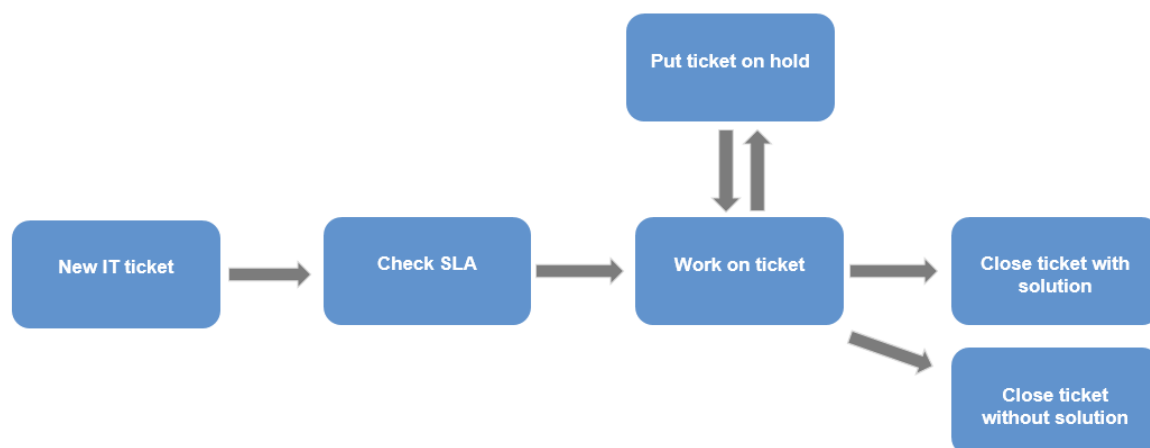 Put ticket on hold
New IT ticket
Check SLA
Work on ticket
Close ticket with
solution
Close ticket
without solution